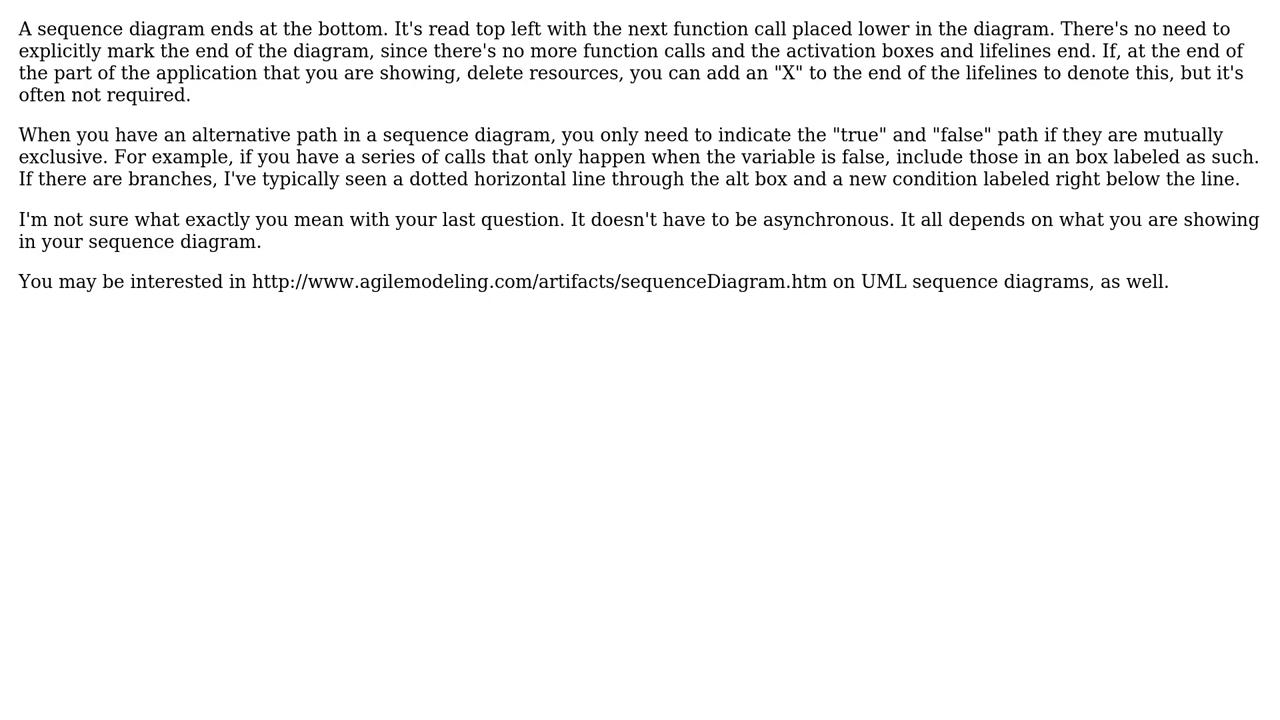 A sequence diagram ends at the bottom. It's read top left with the next function call placed lower in the diagram. There's no need to
explicitly mark the end of the diagram, since there's no more function calls and the activation boxes and lifelines end. If, at the end of
the part of the application that you are showing, delete resources, you can add an "X" to the end of the lifelines to denote this, but it's
often not required.
When you have an alternative path in a sequence diagram, you only need to indicate the "true" and "false" path if they are mutually
exclusive. For example, if you have a series of calls that only happen when the variable is false, include those in an box labeled as such.
If there are branches, I've typically seen a dotted horizontal line through the alt box and a new condition labeled right below the line.
I'm not sure what exactly you mean with your last question. It doesn't have to be asynchronous. It all depends on what you are showing
in your sequence diagram.
You may be interested in http://www.agilemodeling.com/artifacts/sequenceDiagram.htm on UML sequence diagrams, as well.